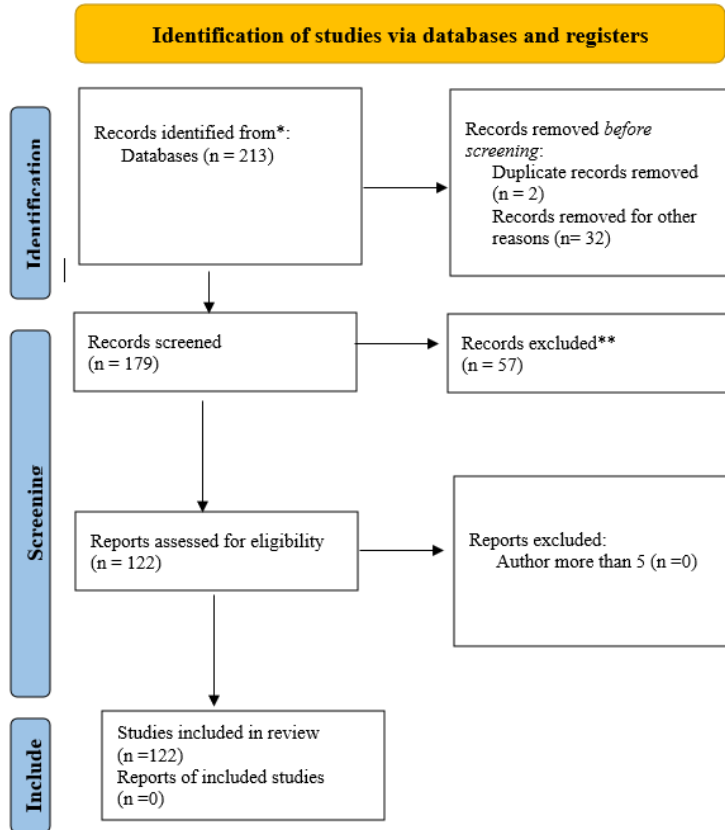 Identification of studies via databases and registers
Identification
Records identified from*:
Databases (n = 213)
Records removed before
screening:
Duplicate records removed
(n = 2)
Records removed for other
reasons (n= 32)
Screening
Records screened
(n = 179)
Records excluded**
(n = 57)
Reports assessed for eligibility
(n = 122)
Reports excluded:
Author more than 5 (n =0)
Include
Studies included in review
(n =122)
Reports of included studies
(n =0)